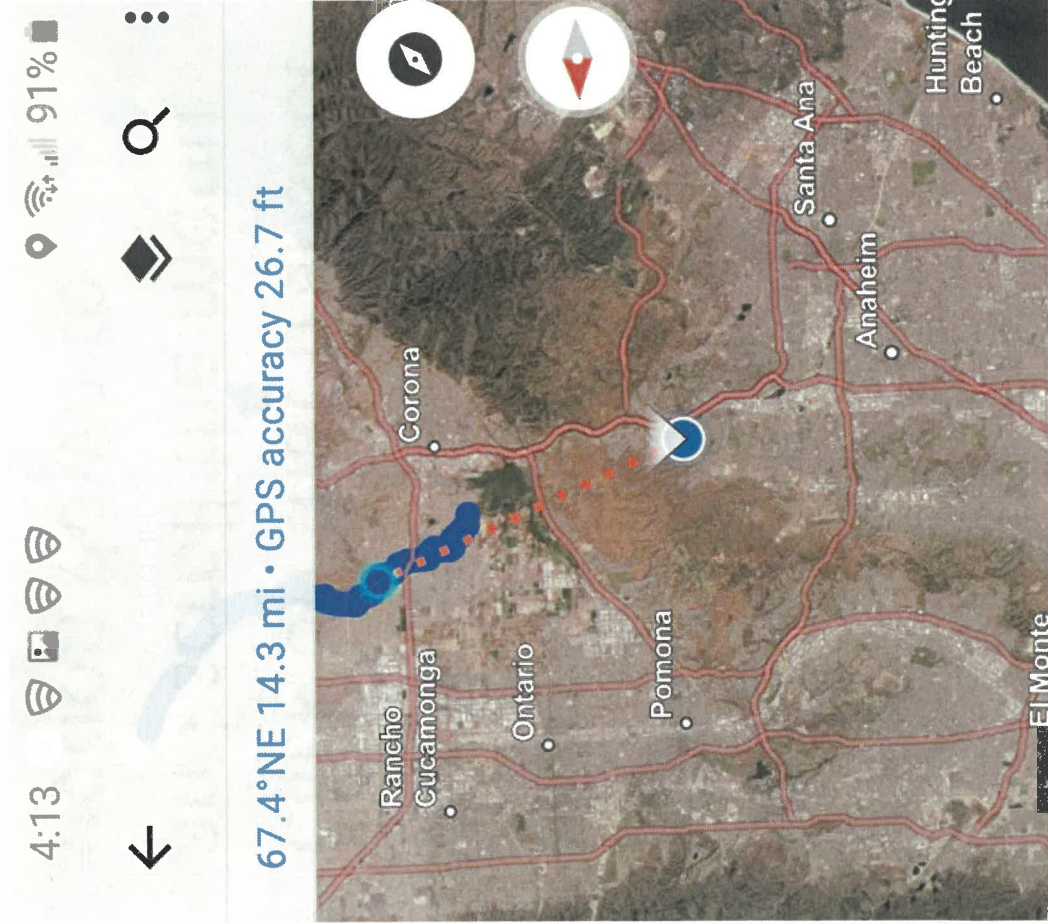 4:13 91%
67.4°NE 14.3 mi • GPS accuracy 26.7 ft
Rancho
Cucamonga
Corona
Ontario
Pomona
Santa Ana
Anaheim
Hunting
Beach
El Monte